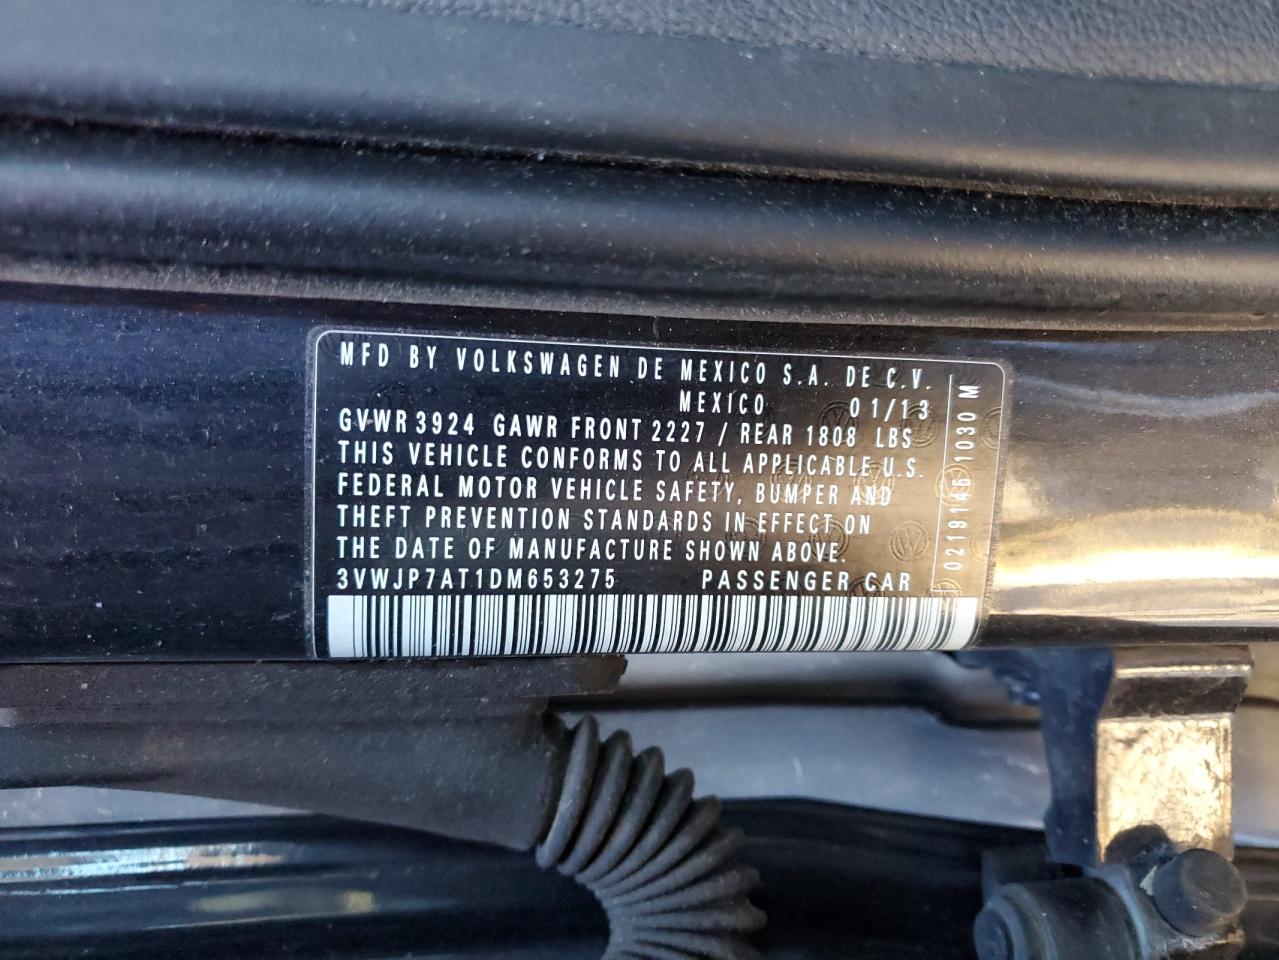 MFD BY VOLKSWAGEN DE MEXICO S.A. DE C.V.
MEXICO 01/13
GVWR 3924 GAWR FRONT 2227 / REAR 1808 LBS
THIS VEHICLE CONFORMS TO ALL APPLICABLE U.S.
FEDERAL MOTOR VEHICLE SAFETY, BUMPER AND
THEFT PREVENTION STANDARDS IN EFFECT ON
THE DATE OF MANUFACTURE SHOWN ABOVE.
3VWJP7AT1DM653275 PASSENGER CAR
0219146 1030 M